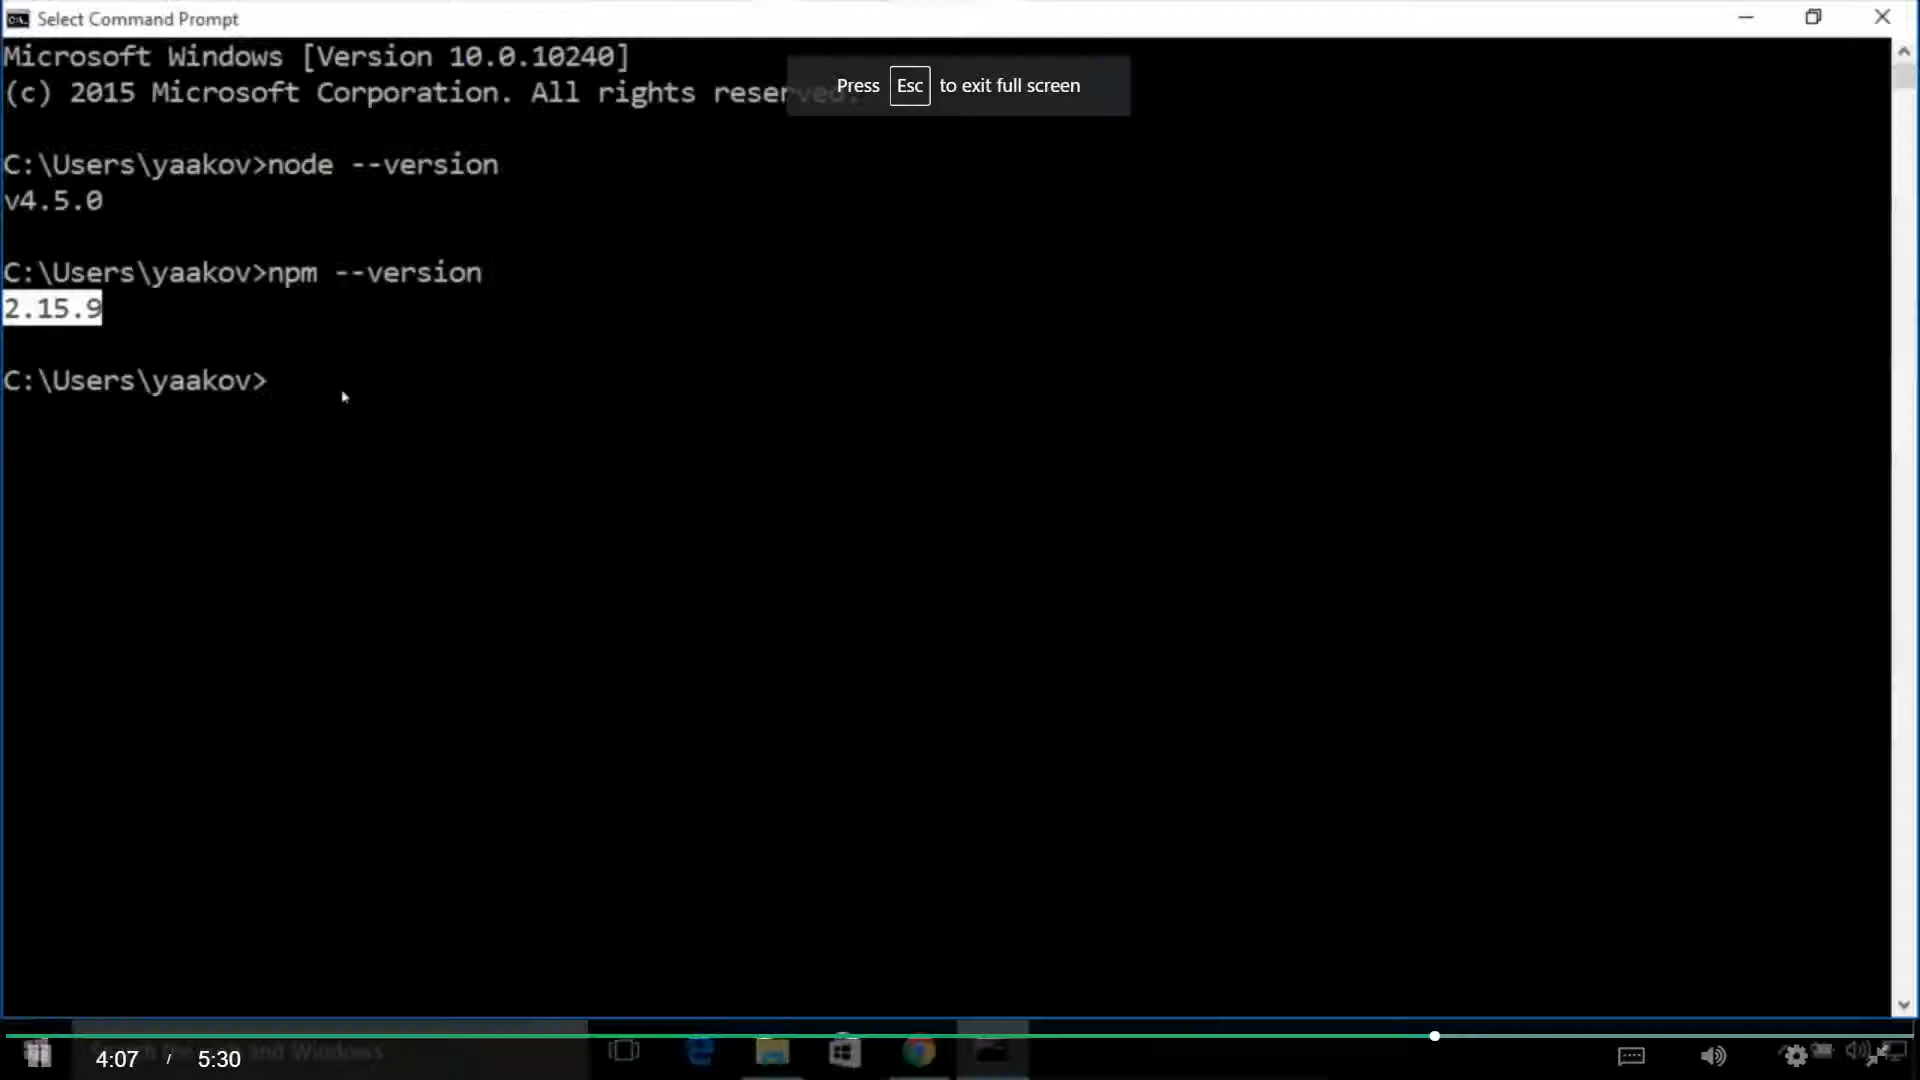 Select Command Prompt
Microsoft Windows [Version 10.0.10240]
(c) 2015 Microsoft Corporation. All rights reserved.
Press Esc to exit full screen
C:\Users\yaakov>node --version
v4.5.0
C:\Users\yaakov>npm --version
2.15.9
C:\Users\yaakov>
4:07 / 5:30
and Windows